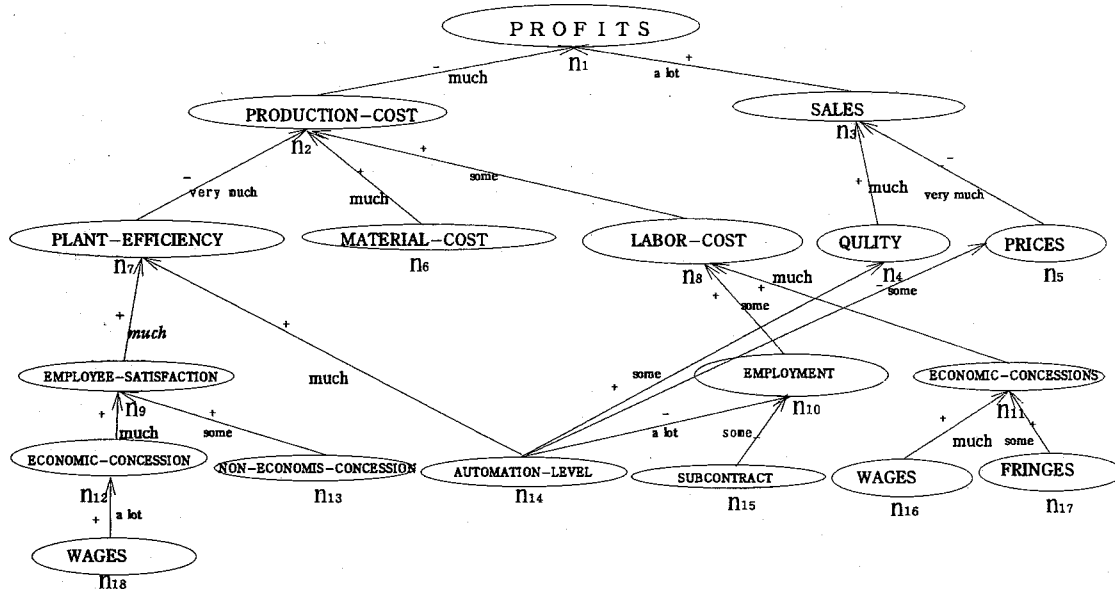 P R O F I T S
n1
- much
+ a lot
PRODUCTION-COST
n2
SALES
n3
- very much
+ much
+ some
+ much
- - very much
PLANT-EFFICIENCY
n7
MATERIAL-COST
n6
LABOR-COST
n8
QULITY
n4
PRICES
n5
+ much
+ much
+ some
+ much
+ some
- some
EMPLOYEE-SATISFACTION
n9
EMPLOYMENT
n10
ECONOMIC-CONCESSIONS
n11
+ much
+ some
- a lot
some -
+ much
+ some
ECONOMIC-CONCESSION
n12
NON-ECONOMIS-CONCESSION
n13
AUTOMATION-LEVEL
n14
SUBCONTRACT
n15
WAGES
n16
FRINGES
n17
+ a lot
WAGES
n18